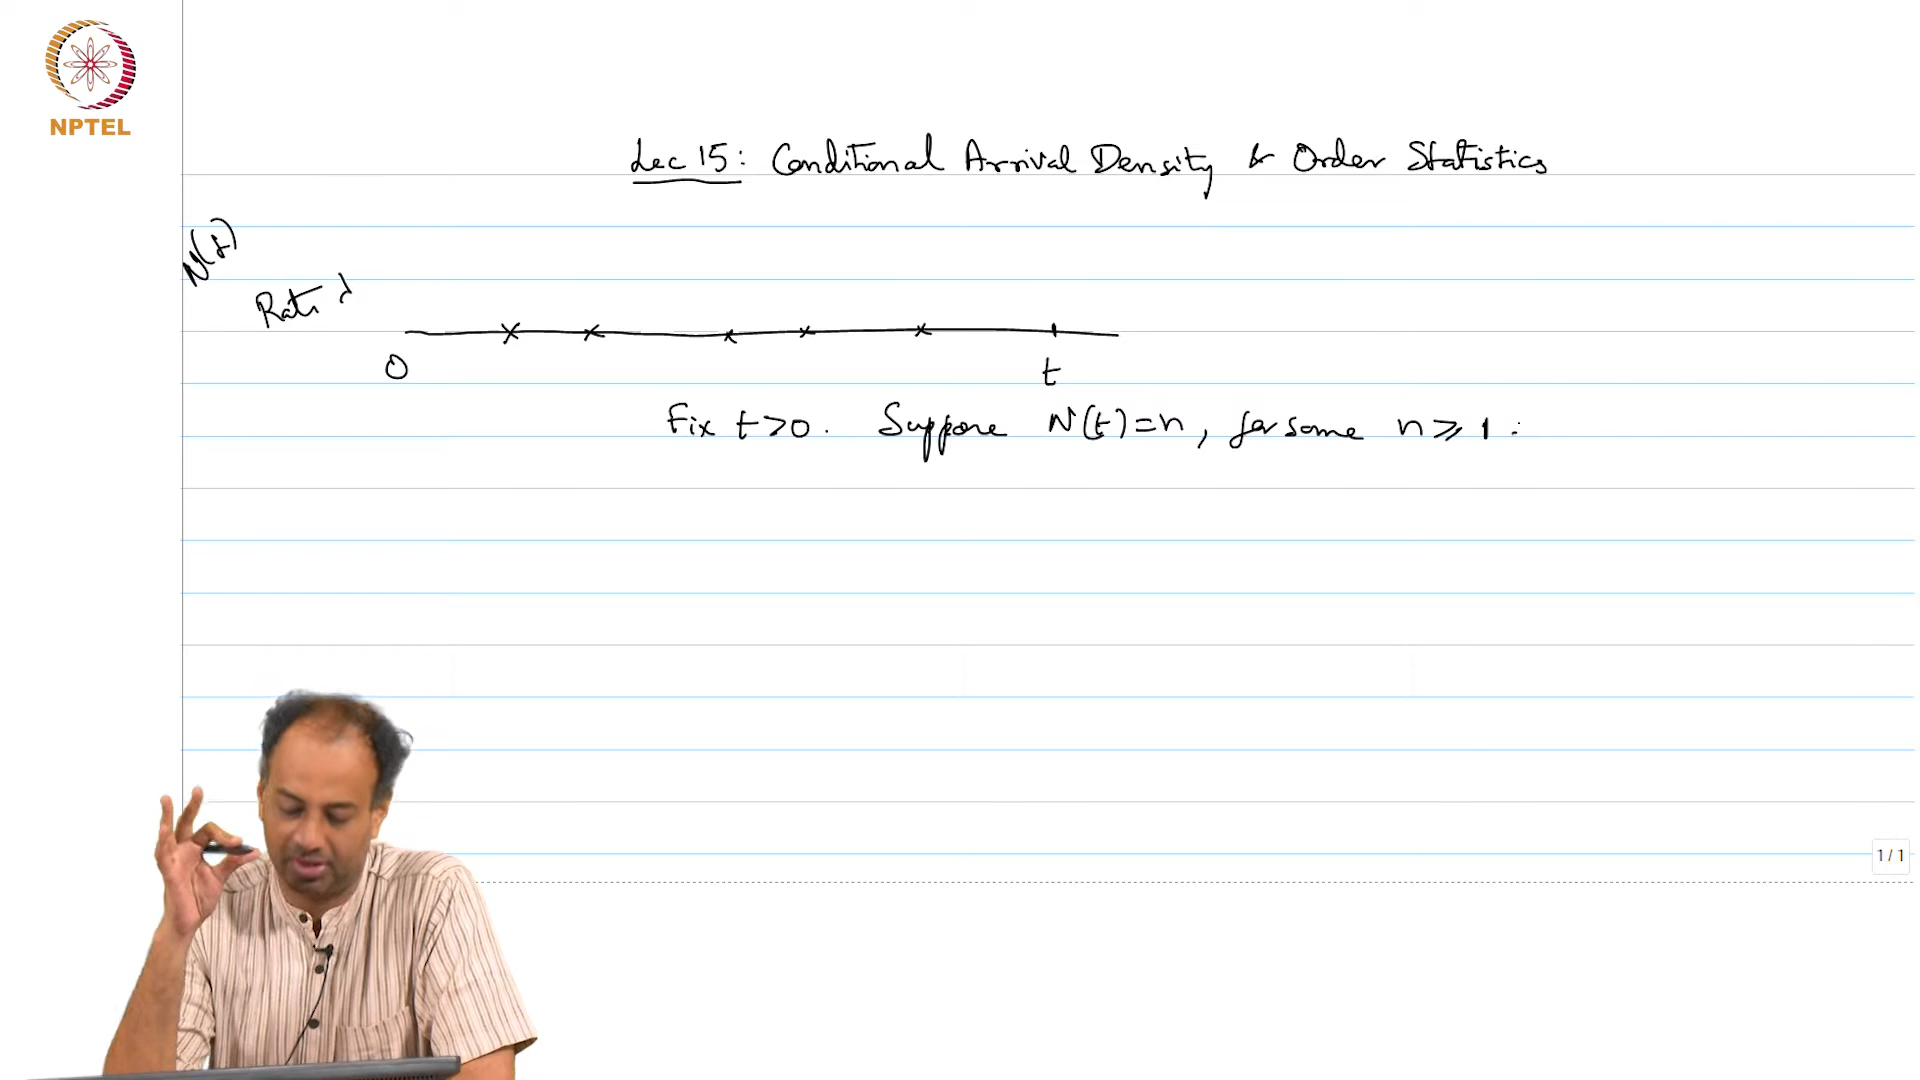 NPTEL
Lec 15: Conditional Arrival Density & Order Statistics
N(t)
Rate λ
0 t
Fix t>0. Suppose N(t)=n, for some n ≥ 1.
1 / 1